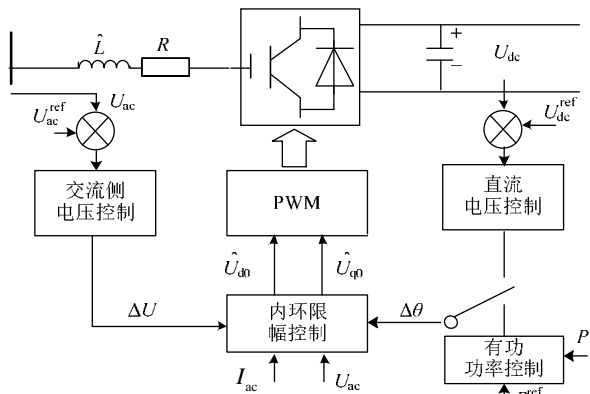 L̂
R
+
−
U_dc
U_ac^ref
U_ac
U_dc^ref
交流侧
电压控制
PWM
直流
电压控制
Û_d0
Û_q0
ΔU
内环限
幅控制
Δθ
有功
功率控制
P
I_ac
U_ac